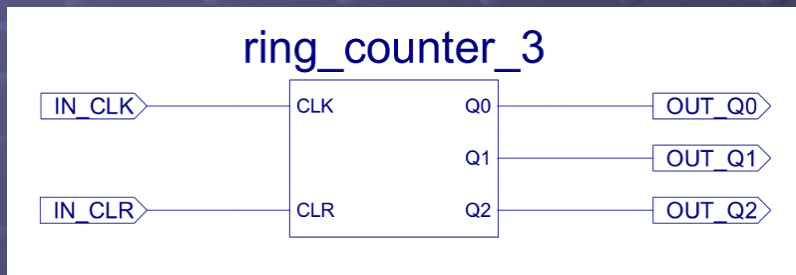 ring_counter_3
IN_CLK CLK Q0 OUT_Q0
Q1 OUT_Q1
IN_CLR CLR Q2 OUT_Q2